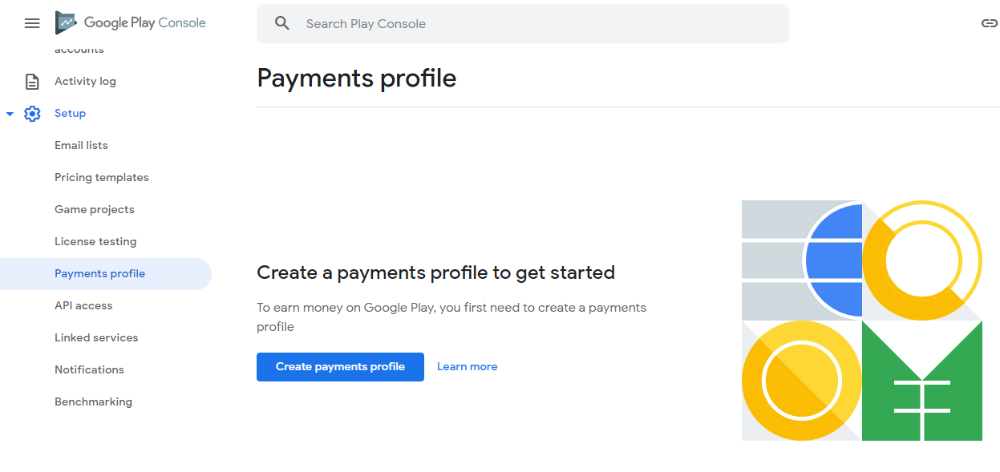 Google Play Console
Search Play Console
accounts
Activity log
Setup
Email lists
Pricing templates
Game projects
License testing
Payments profile
API access
Linked services
Notifications
Benchmarking
Payments profile
Create a payments profile to get started
To earn money on Google Play, you first need to create a payments
profile
Create payments profile
Learn more